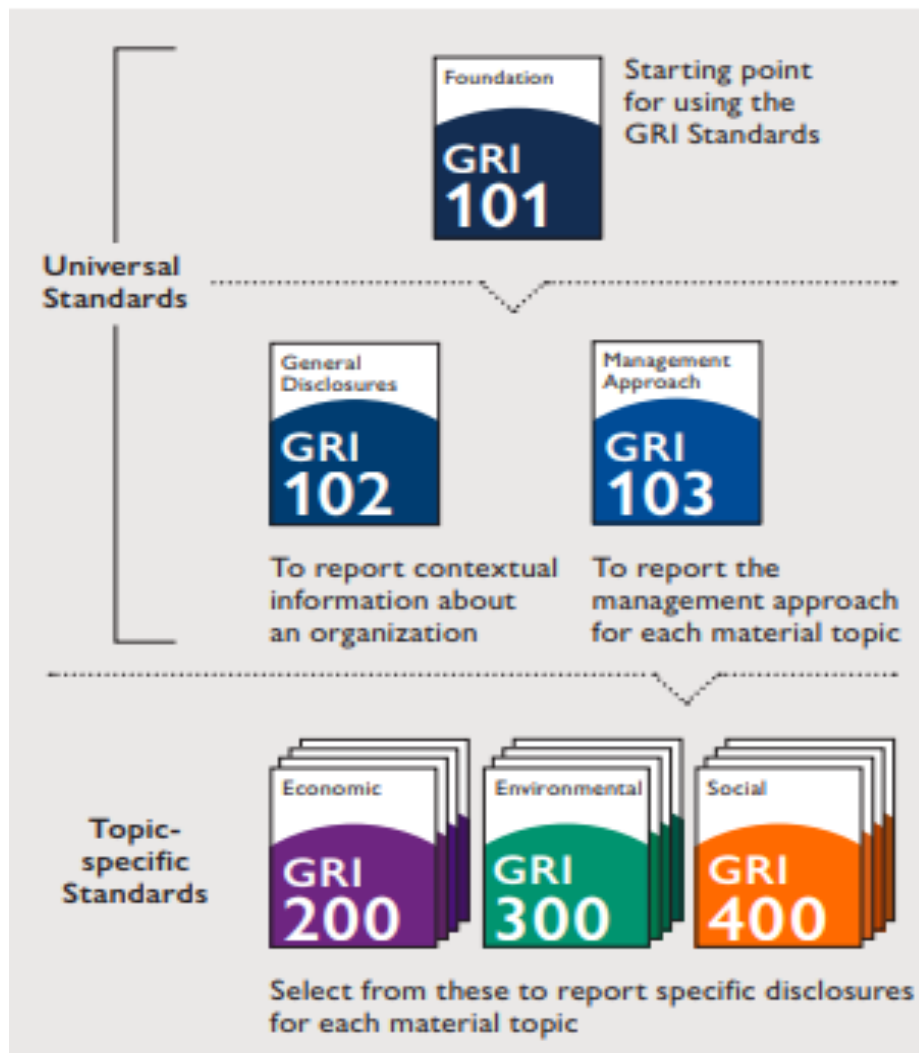 Foundation
GRI
101
Starting point
for using the
GRI Standards
Universal
Standards
General
Disclosures
GRI
102
To report contextual
information about
an organization
Management
Approach
GRI
103
To report the
management approach
for each material topic
Topic-
specific
Standards
Economic
GRI
200
Environmental
GRI
300
Social
GRI
400
Select from these to report specific disclosures
for each material topic